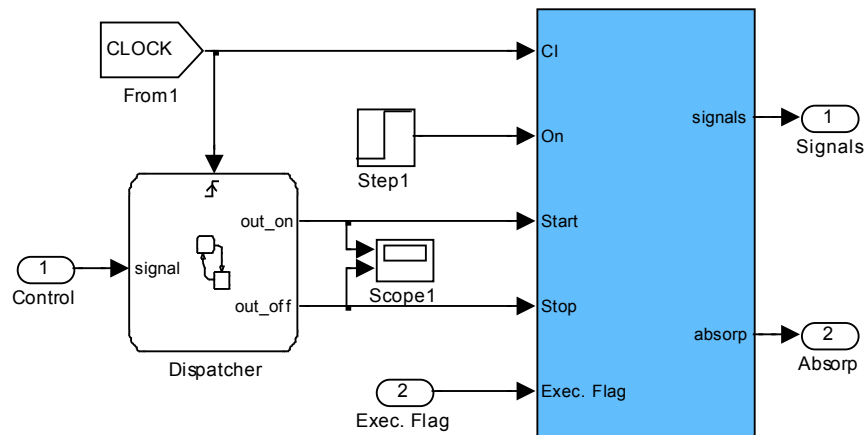 CLOCK
From1
Cl
On
Step1
signals
1
Signals
signal
out_on
out_off
Dispatcher
1
Control
Scope1
Start
Stop
absorp
2
Absorp
2
Exec. Flag
Exec. Flag